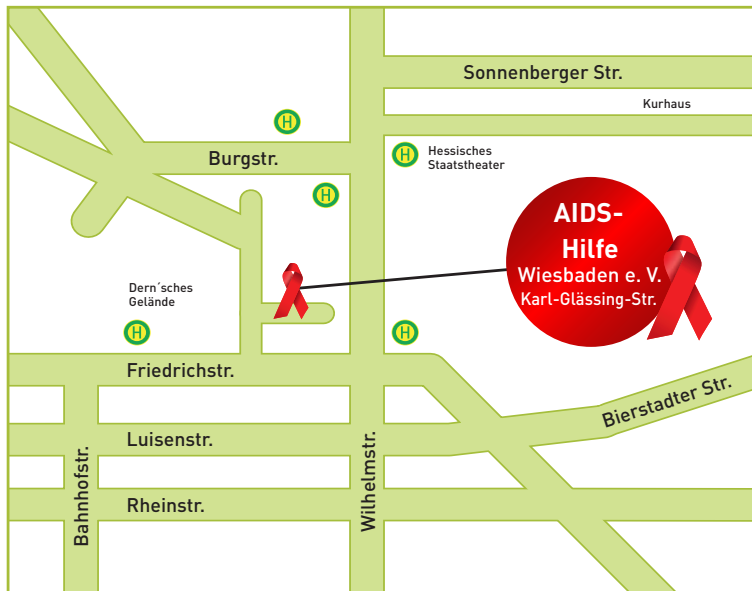 Sonnenberger Str.
Kurhaus
H
Burgstr.
H
Hessisches
Staatstheater
H
AIDS-
Hilfe
Wiesbaden e. V.
Karl-Glässing-Str.
Dern´sches
Gelände
H
H
Friedrichstr.
Bierstadter Str.
Luisenstr.
Rheinstr.
Bahnhofstr.
Wilhelmstr.